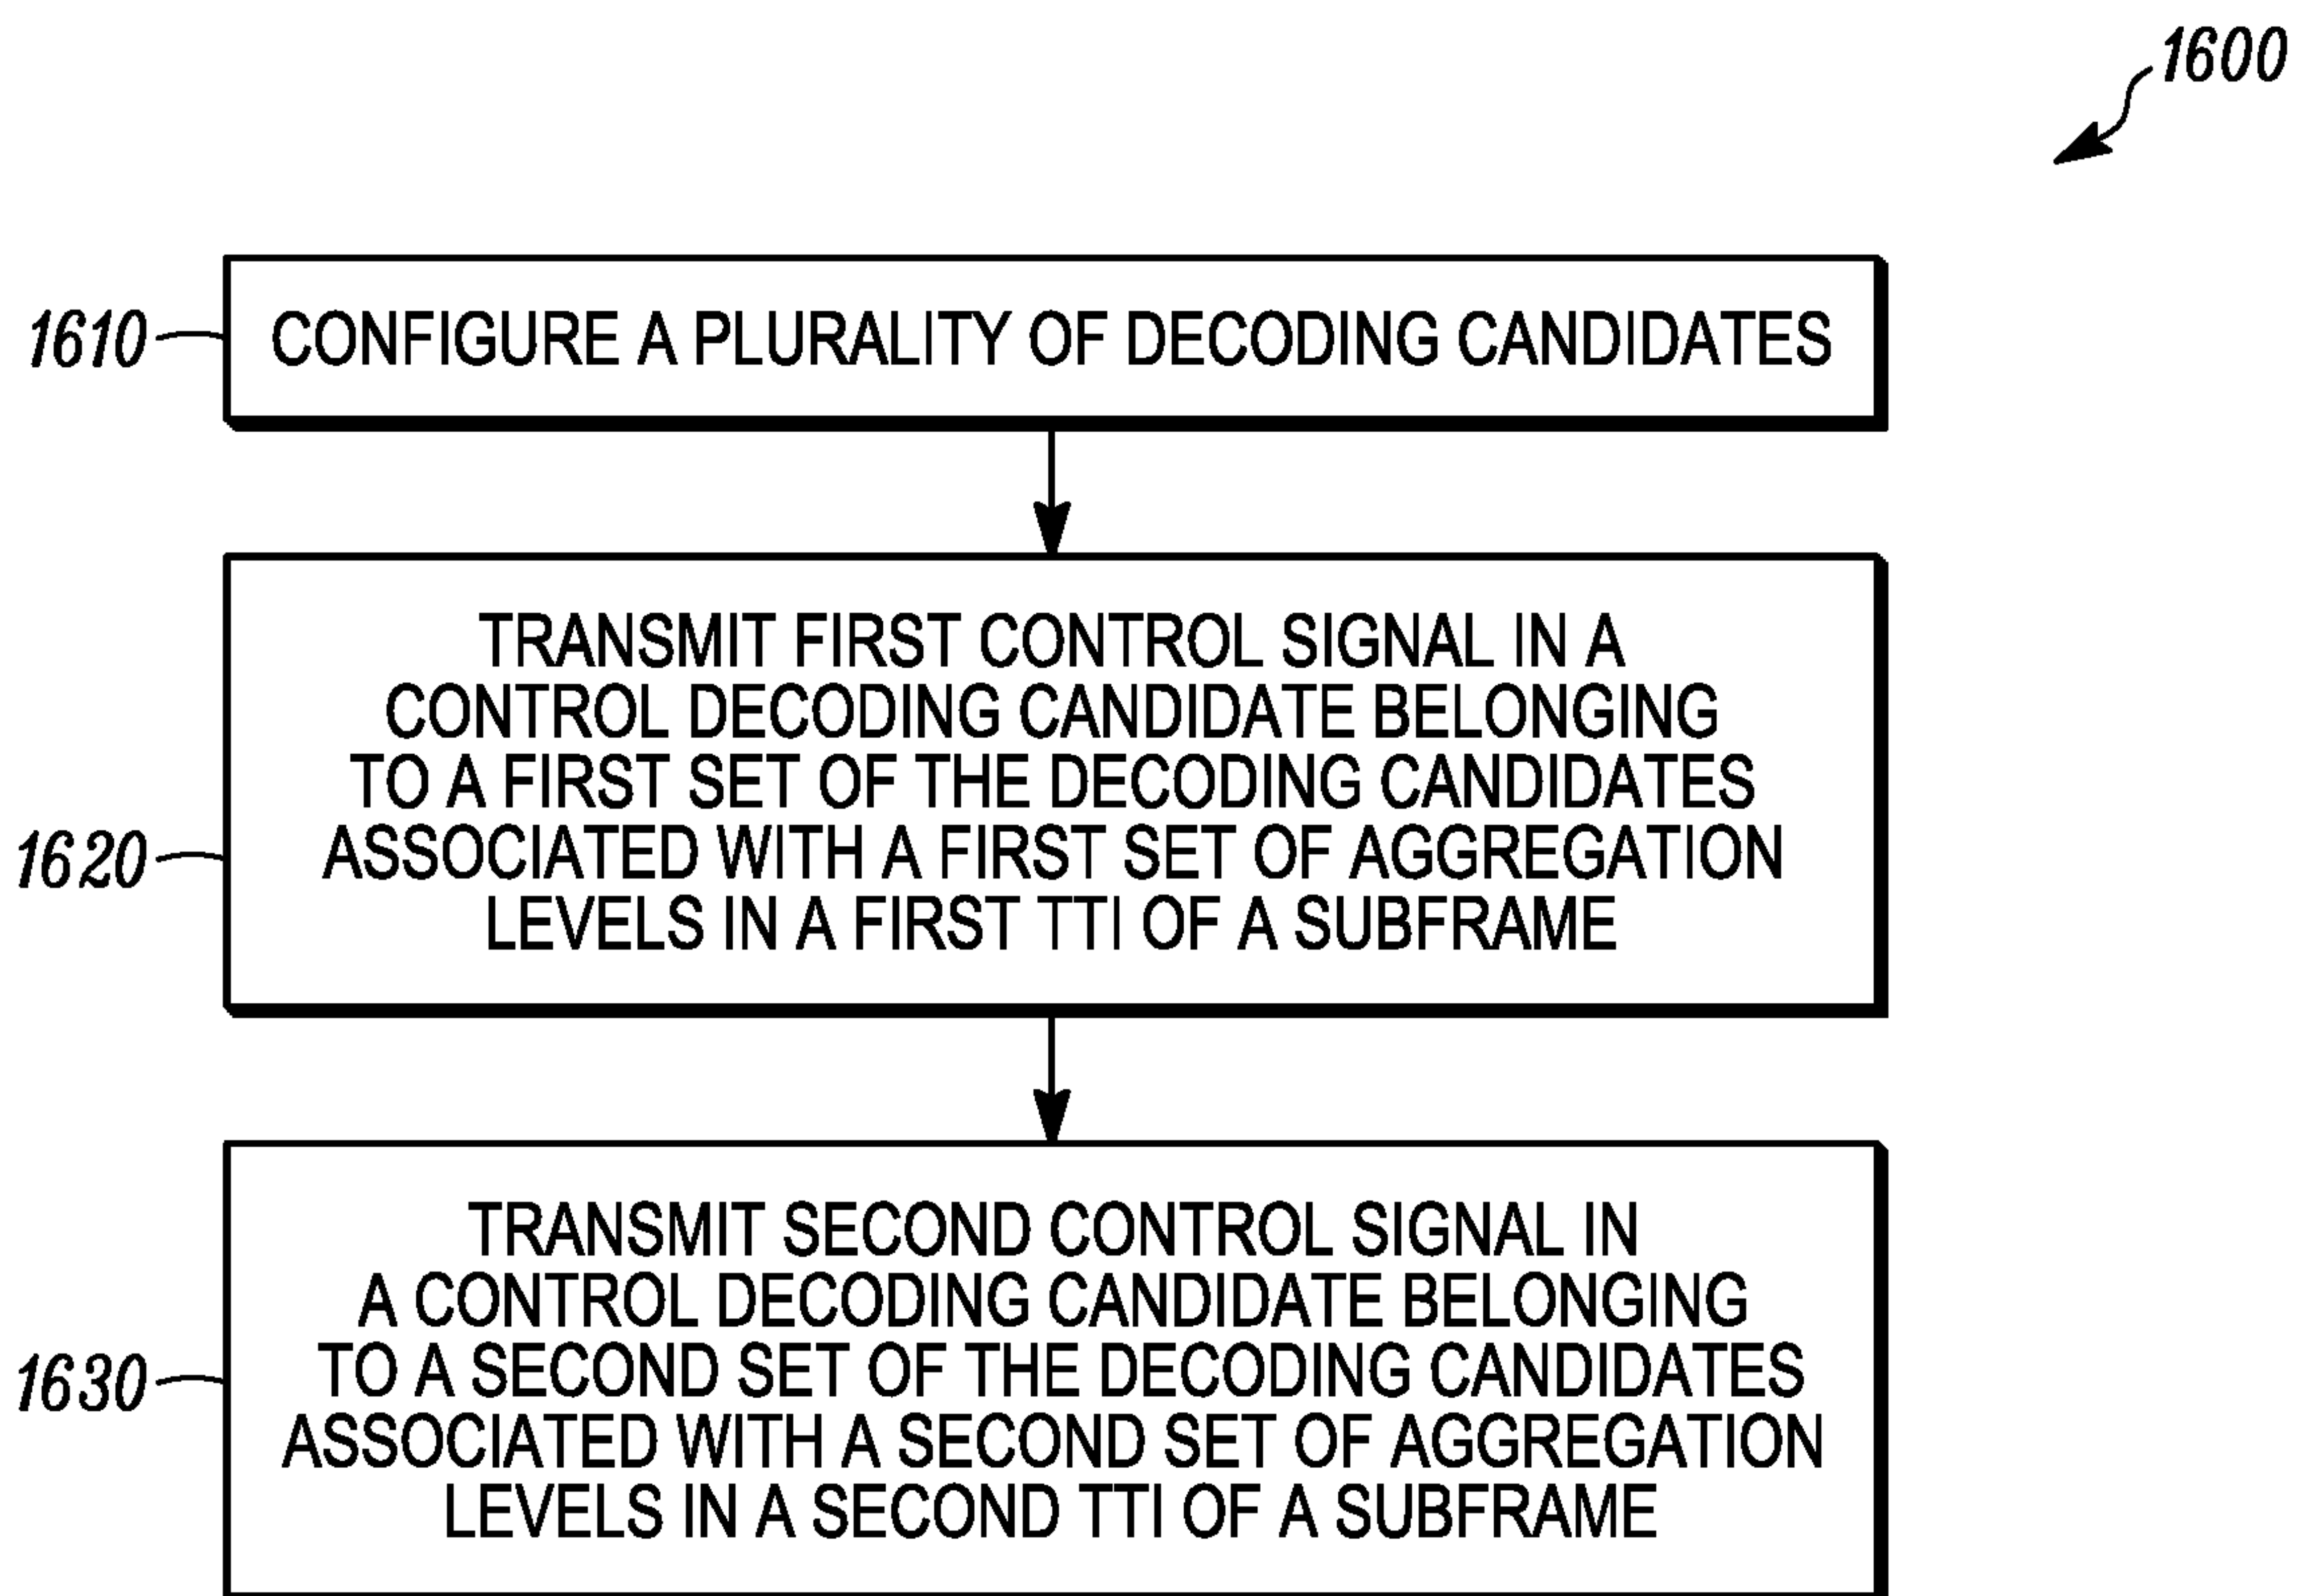 1600
1610
CONFIGURE A PLURALITY OF DECODING CANDIDATES
TRANSMIT FIRST CONTROL SIGNAL IN A
CONTROL DECODING CANDIDATE BELONGING
TO A FIRST SET OF THE DECODING CANDIDATES
1620
ASSOCIATED WITH A FIRST SET OF AGGREGATION
LEVELS IN A FIRST TTI OF A SUBFRAME
TRANSMIT SECOND CONTROL SIGNAL IN
A CONTROL DECODING CANDIDATE BELONGING
1630
TO A SECOND SET OF THE DECODING CANDIDATES
ASSOCIATED WITH A SECOND SET OF AGGREGATION
LEVELS IN A SECOND TTI OF A SUBFRAME